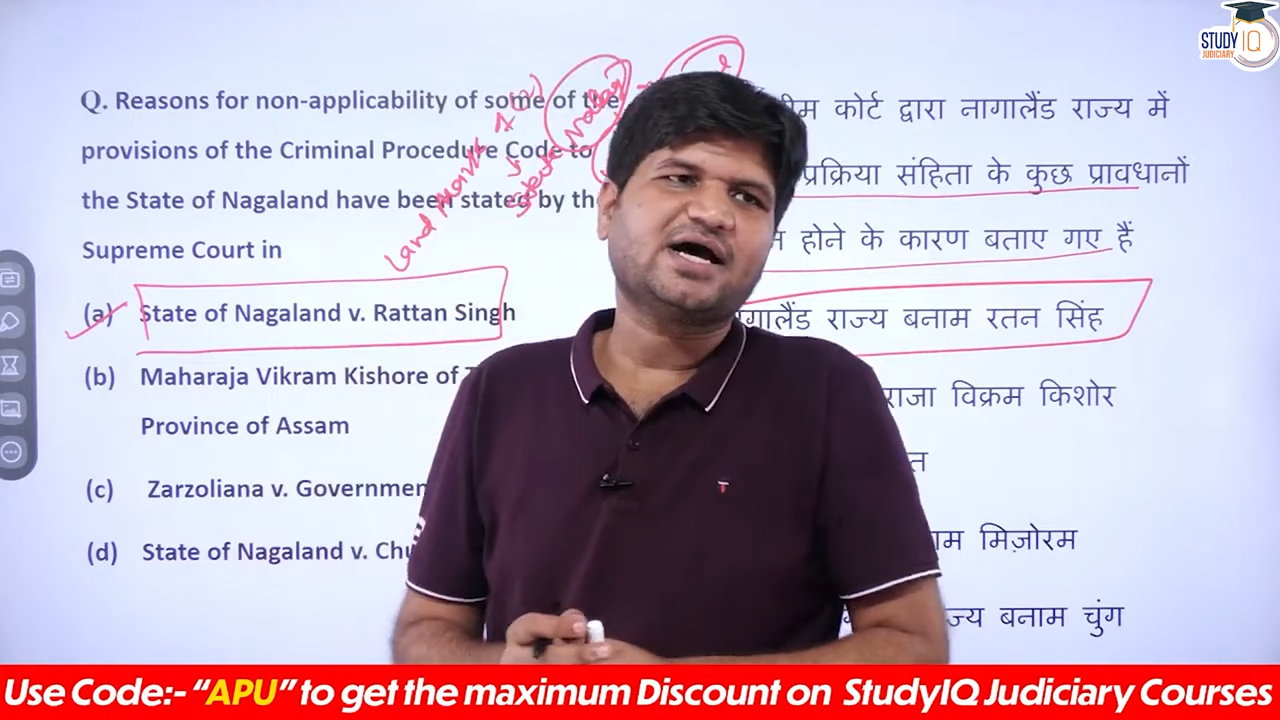 STUDY IQ
JUDICIARY
Q. Reasons for non-applicability of some of the
provisions of the Criminal Procedure Code to
the State of Nagaland have been stated by the
Supreme Court in
(a) State of Nagaland v. Rattan Singh
(b) Maharaja Vikram Kishore of
Province of Assam
(c) Zarzoliana v.
(d) State of Nagaland v.
Land Mark
State
कोर्ट द्वारा नागालैंड राज्य में
प्रक्रिया संहिता के कुछ प्रावधानों
होने के कारण बताए गए हैं
राज्य बनाम रतन सिंह
विक्रम किशोर
मिज़ोरम
बनाम चुंग
T
Use Code:- “APU” to get the maximum Discount on StudyIQ Judiciary Courses